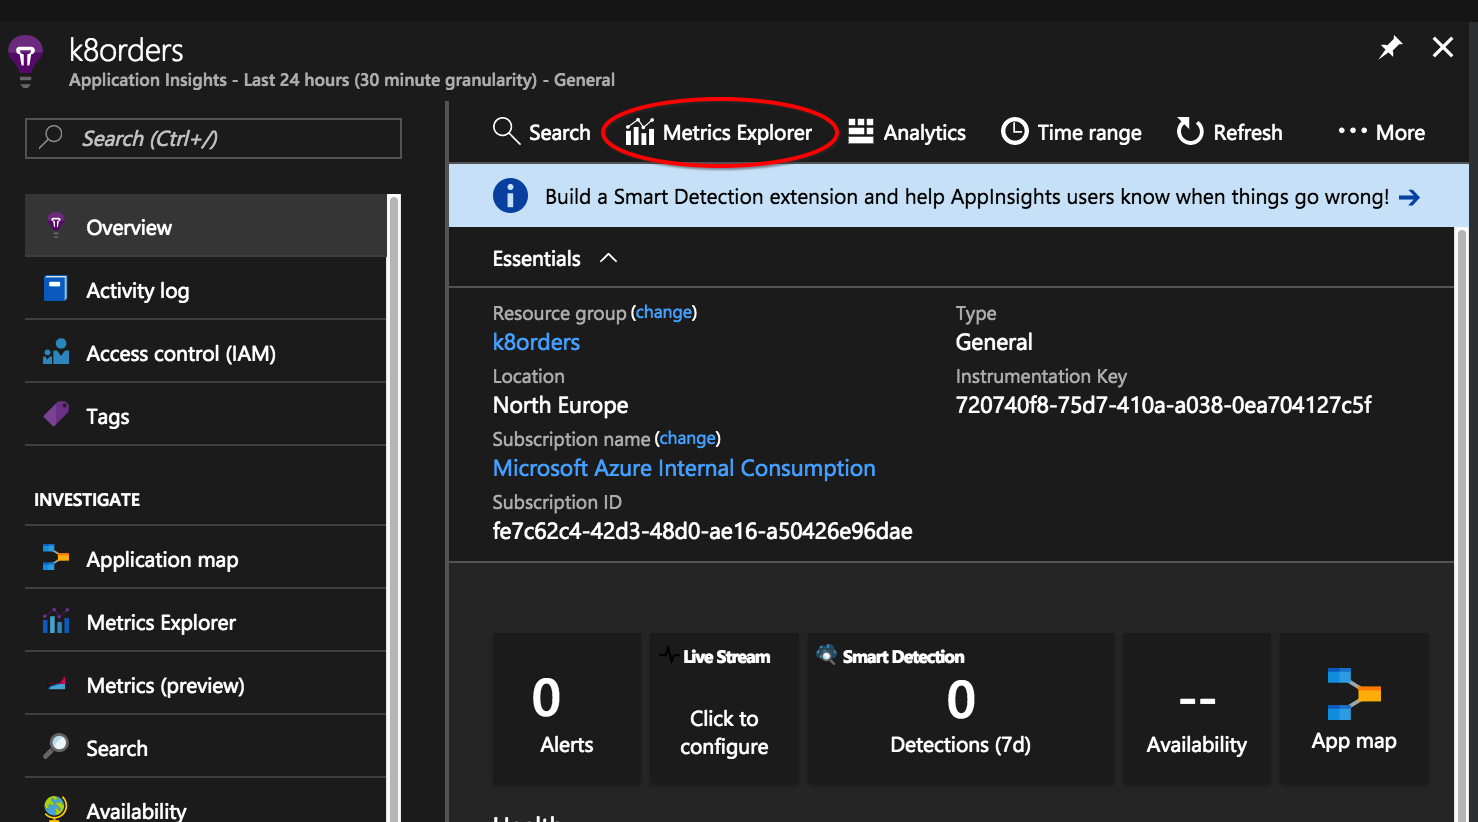 k8orders
Application Insights - Last 24 hours (30 minute granularity) - General
Search (Ctrl+/)
Overview
Activity log
Access control (IAM)
Tags
INVESTIGATE
Application map
Metrics Explorer
Metrics (preview)
Search
Availability
Search Metrics Explorer Analytics Time range Refresh ••• More
Build a Smart Detection extension and help AppInsights users know when things go wrong! →
Essentials
Resource group (change)
k8orders
Location
North Europe
Subscription name (change)
Microsoft Azure Internal Consumption
Subscription ID
fe7c62c4-42d3-48d0-ae16-a50426e96dae
Type
General
Instrumentation Key
720740f8-75d7-410a-a038-0ea704127c5f
0
Alerts
Live Stream
Click to
configure
Smart Detection
0
Detections (7d)
--
Availability
App map
Health